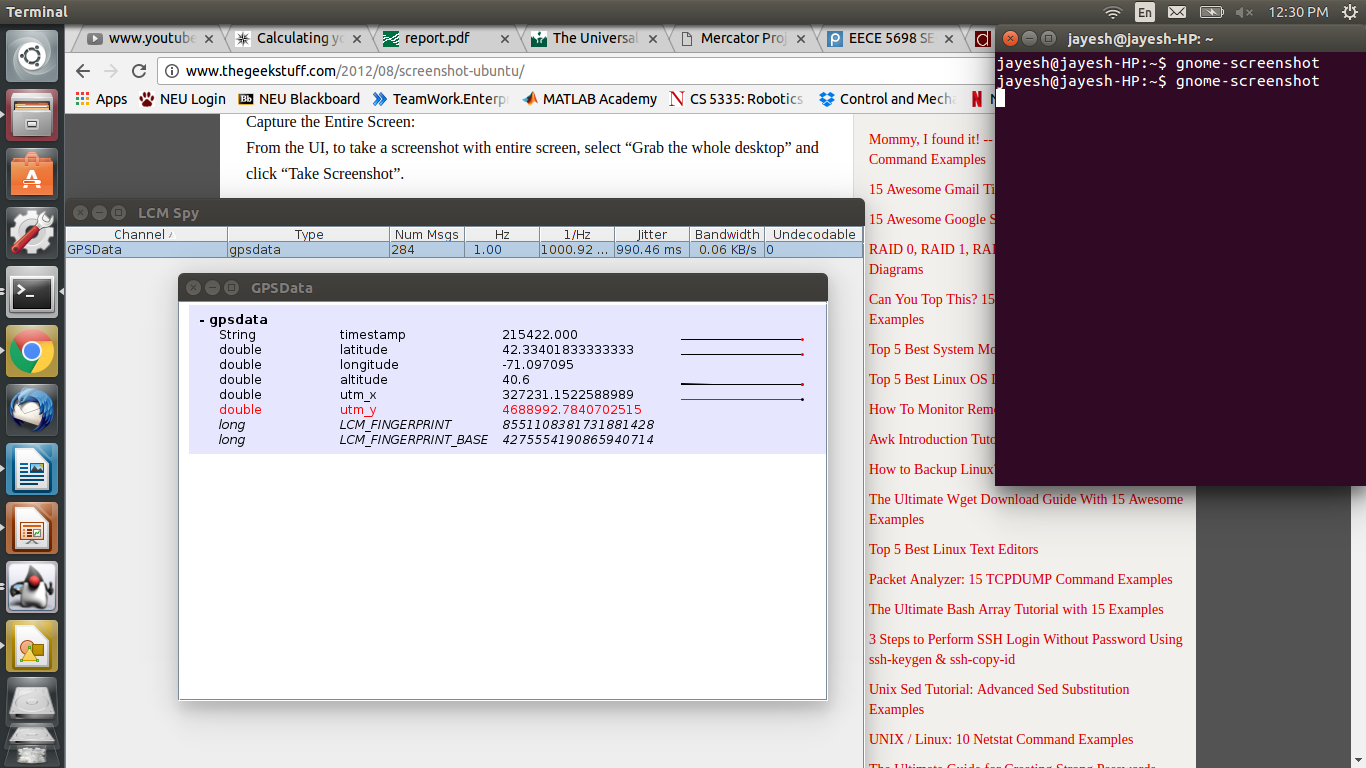 Terminal
En
12:30 PM
www.youtube
Calculating yo
report.pdf
The Universal
Mercator Proj
EECE 5698 SE
jayesh@jayesh-HP: ~
jayesh@jayesh-HP:~$ gnome-screenshot
jayesh@jayesh-HP:~$ gnome-screenshot
www.thegeekstuff.com/2012/08/screenshot-ubuntu/
Apps
NEU Login
Bb NEU Blackboard
TeamWork.Enterp
MATLAB Academy
N CS 5335: Robotics
Control and Mecha
Capture the Entire Screen:
From the UI, to take a screenshot with entire screen, select “Grab the whole desktop” and
click “Take Screenshot”.
LCM Spy
Channel Type Num Msgs Hz 1/Hz Jitter Bandwidth Undecodable
GPSData gpsdata 284 1.00 1000.92 ... 990.46 ms 0.06 KB/s 0
GPSData
- gpsdata
String timestamp 215422.000
double latitude 42.33401833333333
double longitude -71.097095
double altitude 40.6
double utm_x 327231.1522588989
double utm_y 4688992.7840702515
long LCM_FINGERPRINT 8551108381731881428
long LCM_FINGERPRINT_BASE 4275554190865940714
Mommy, I found it! --
Command Examples
15 Awesome Gmail Ti
15 Awesome Google S
RAID 0, RAID 1, RAI
Diagrams
Can You Top This? 15
Examples
Top 5 Best System Mo
Top 5 Best Linux OS
How To Monitor Rem
Awk Introduction Tuto
How to Backup Linux
The Ultimate Wget Download Guide With 15 Awesome
Examples
Top 5 Best Linux Text Editors
Packet Analyzer: 15 TCPDUMP Command Examples
The Ultimate Bash Array Tutorial with 15 Examples
3 Steps to Perform SSH Login Without Password Using
ssh-keygen & ssh-copy-id
Unix Sed Tutorial: Advanced Sed Substitution
Examples
UNIX / Linux: 10 Netstat Command Examples
The Ultimate Guide for Creating Strong Passwords